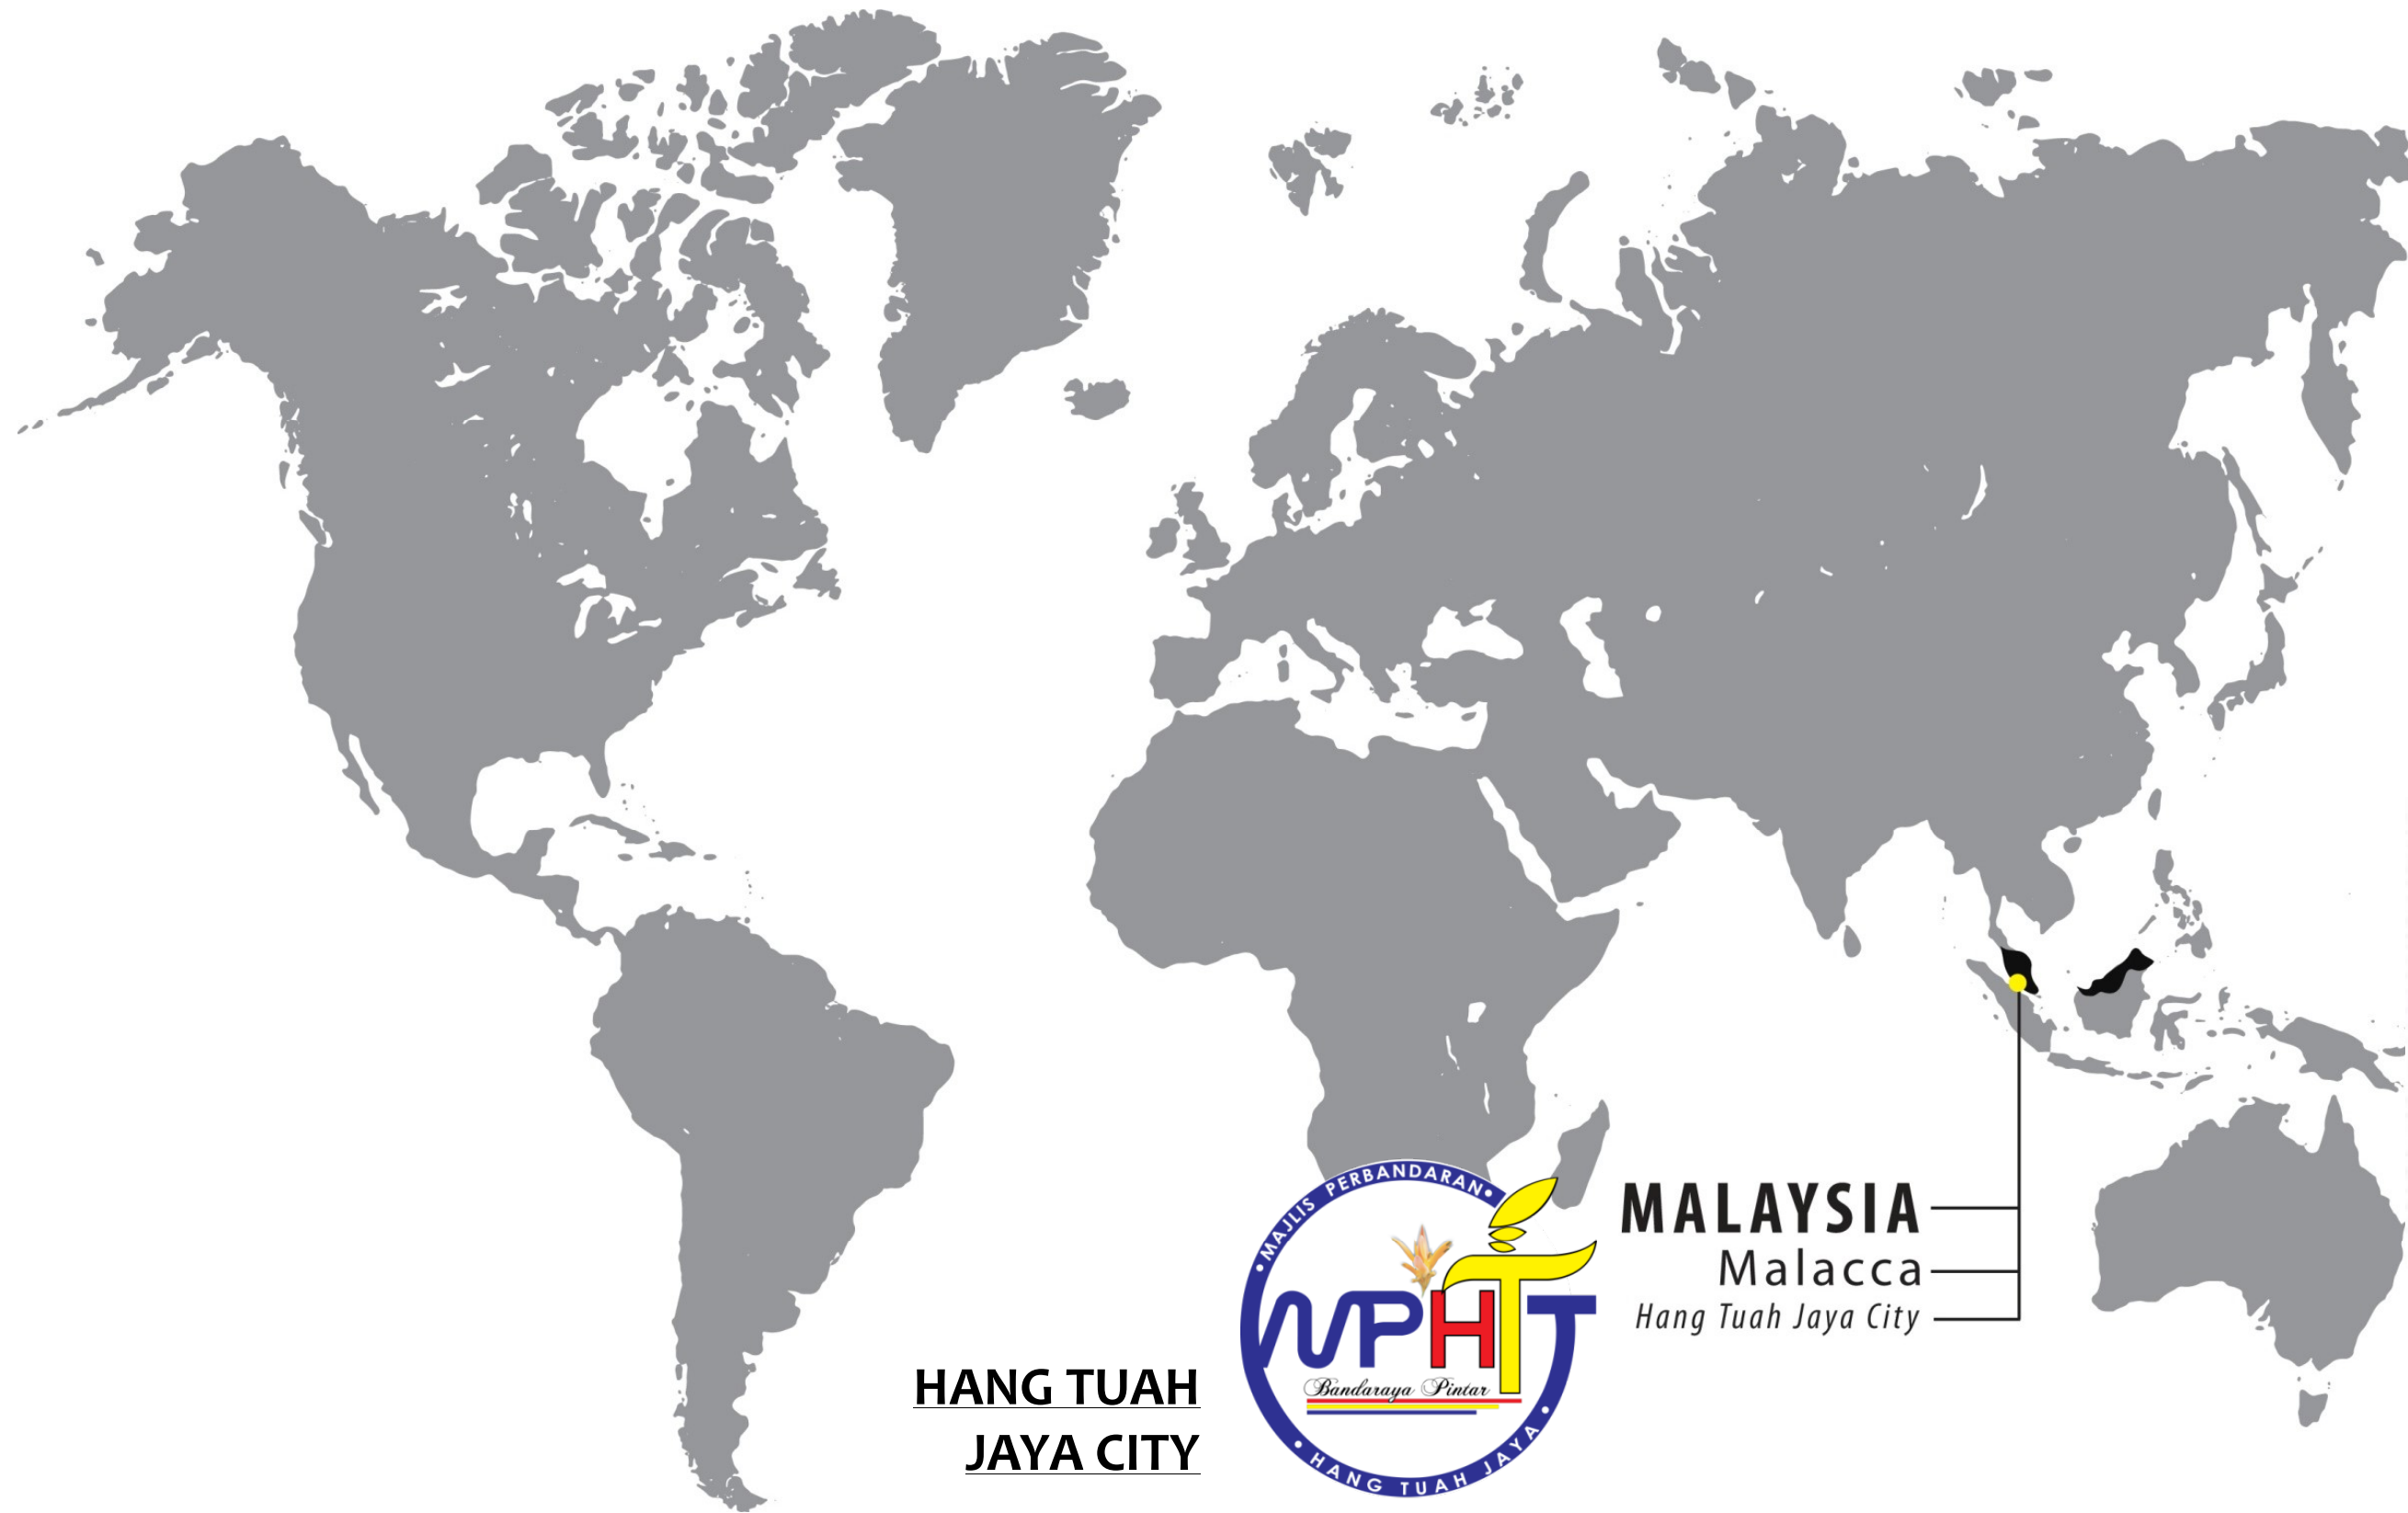 MALAYSIA
Malacca
Hang Tuah Jaya City
HANG TUAH
JAYA CITY
• MAJLIS PERBANDARAN •
MPHTJ
Bandaraya Pintar
• HANG TUAH JAYA •